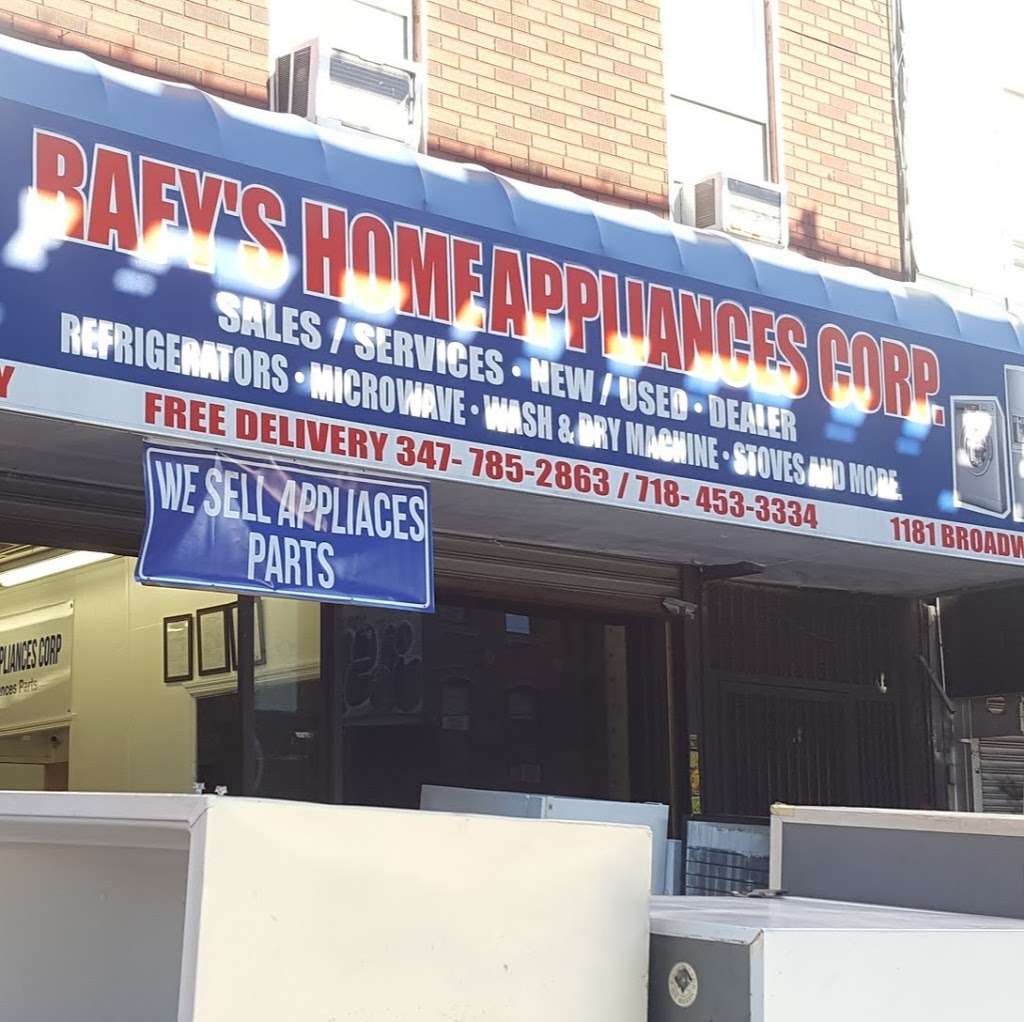 RAFY'S HOME APPLIANCES CORP.
SALES / SERVICES • NEW / USED • DEALER
REFRIGERATORS • MICROWAVE • WASH & DRY MACHINE • STOVES AND MORE.
Y
FREE DELIVERY 347-785-2863 / 718-453-3334
1181 BROADW
WE SELL APPLIACES
PARTS
PLIANCES CORP
nces Parts